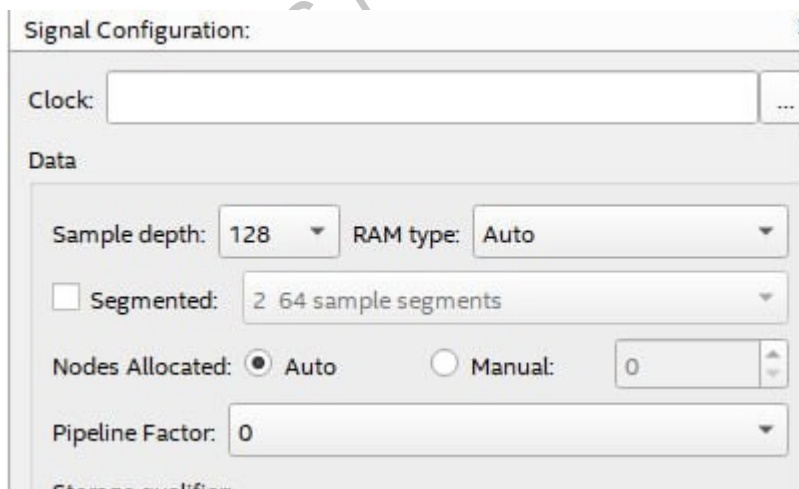 Signal Configuration:
Clock:
...
Data
Sample depth: 128 RAM type: Auto
Segmented: 2 64 sample segments
Nodes Allocated: Auto Manual: 0
Pipeline Factor: 0